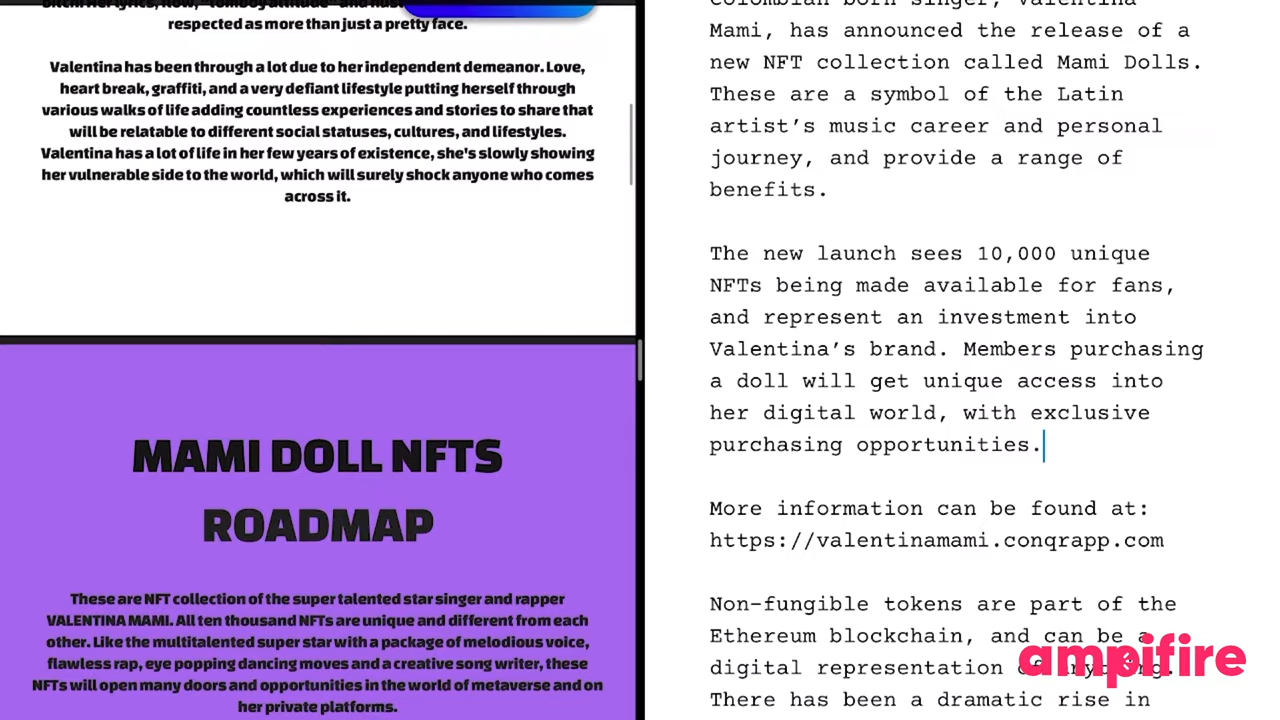 respected as more than just a pretty face.
Valentina has been through a lot due to her independent demeanor. Love,
heart break, graffiti, and a very defiant lifestyle putting herself through
various walks of life adding countless experiences and stories to share that
will be relatable to different social statuses, cultures, and lifestyles.
Valentina has a lot of life in her few years of existence, she's slowly showing
her vulnerable side to the world, which will surely shock anyone who comes
across it.
MAMI DOLL NFTS
ROADMAP
These are NFT collection of the super talented star singer and rapper
VALENTINA MAMI. All ten thousand NFTs are unique and different from each
other. Like the multitalented super star with a package of melodious voice,
flawless rap, eye popping dancing moves and a creative song writer, these
NFTs will open many doors and opportunities in the world of metaverse and on
her private platforms.
Colombian born singer, Valentina
Mami, has announced the release of a
new NFT collection called Mami Dolls.
These are a symbol of the Latin
artist’s music career and personal
journey, and provide a range of
benefits.
The new launch sees 10,000 unique
NFTs being made available for fans,
and represent an investment into
Valentina’s brand. Members purchasing
a doll will get unique access into
her digital world, with exclusive
purchasing opportunities.
More information can be found at:
https://valentinamami.conqrapp.com
Non-fungible tokens are part of the
Ethereum blockchain, and can be a
digital representation of anything.
There has been a dramatic rise in
ampifire